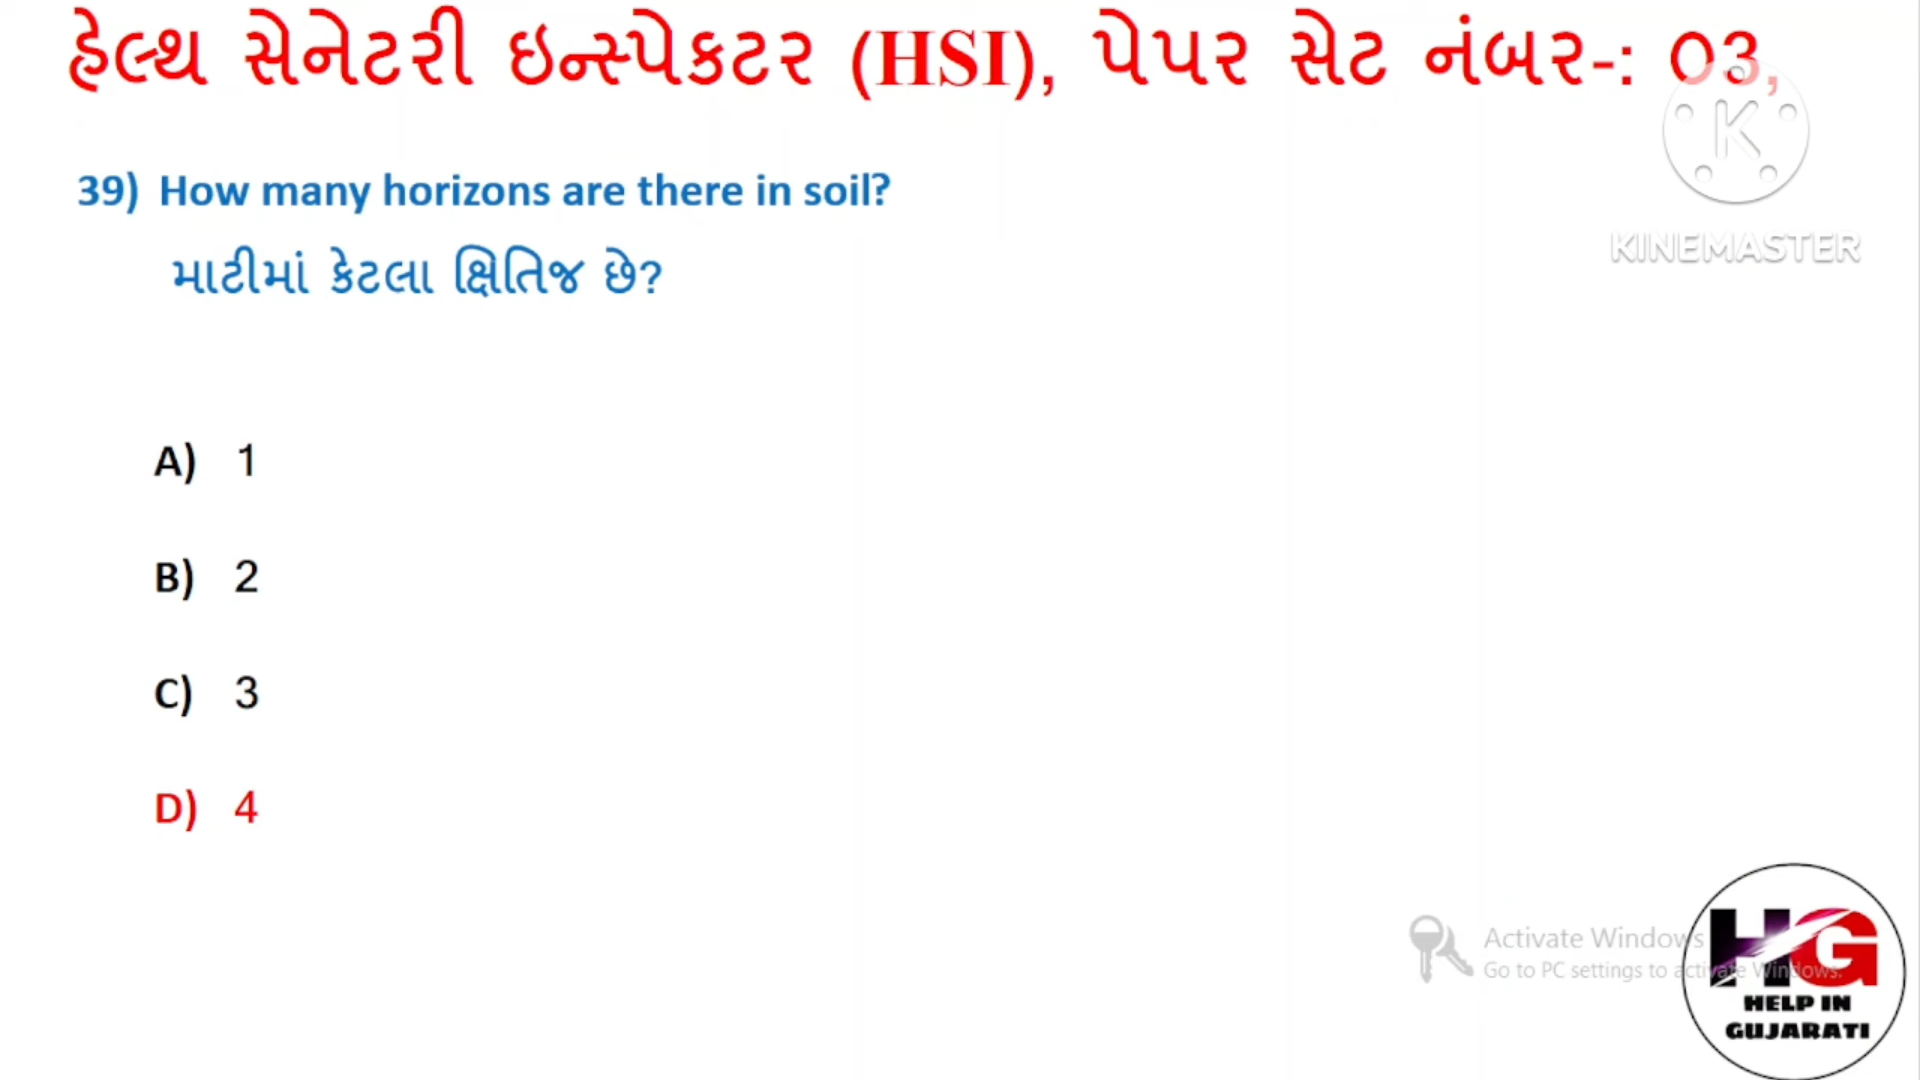 હેલ્થ સેનેટરી ઇન્સ્પેકટર (HSI), પેપર સેટ નંબર-: 03,
K
KINEMASTER
39) How many horizons are there in soil?
માટીમાં કેટલા ક્ષિતિજ છે?
A) 1
B) 2
C) 3
D) 4
Activate Windows
Go to PC settings to activate Windows.
HG
HELP IN
GUJARATI